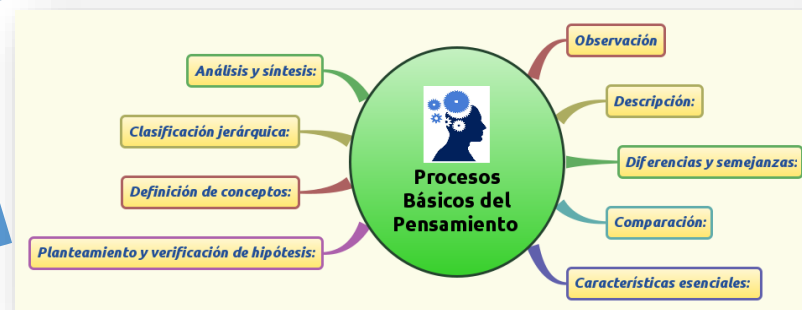 Procesos
Básicos del
Pensamiento
Observación
Descripción:
Diferencias y semejanzas:
Comparación:
Características esenciales:
Análisis y síntesis:
Clasificación jerárquica:
Definición de conceptos:
Planteamiento y verificación de hipótesis: